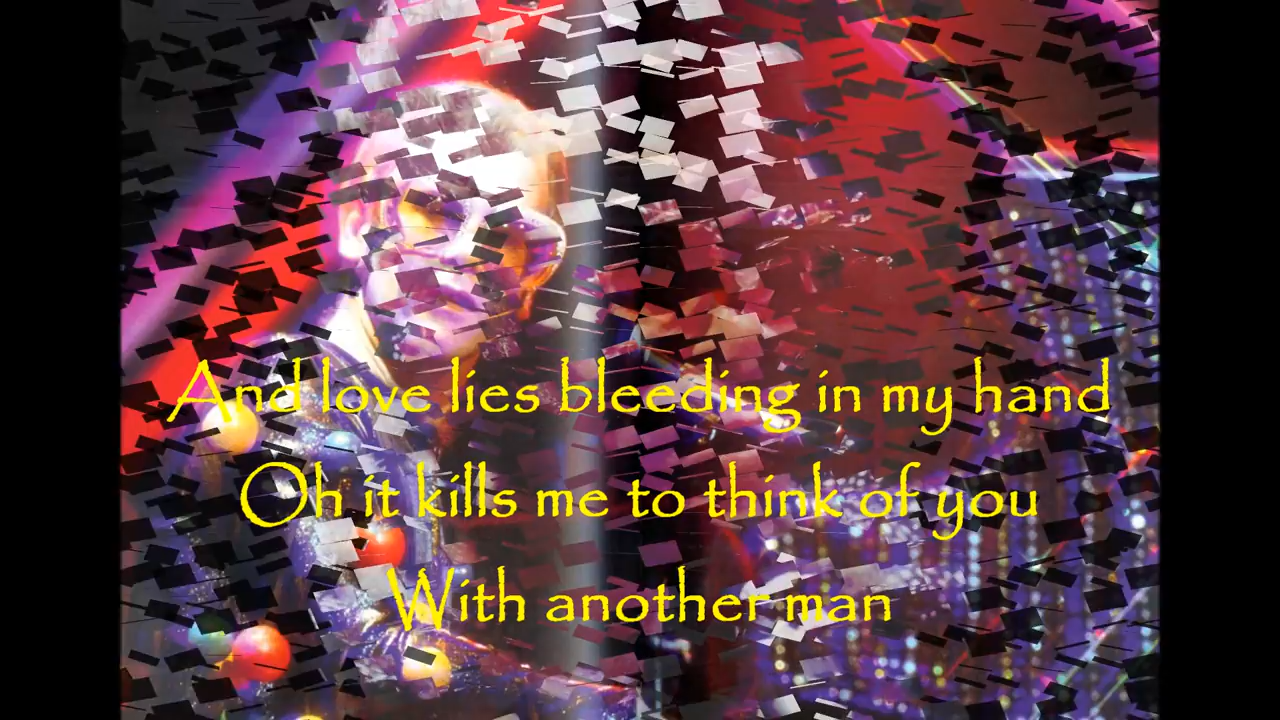 And love lies bleeding in my hand
Oh it kills me to think of you
With another man